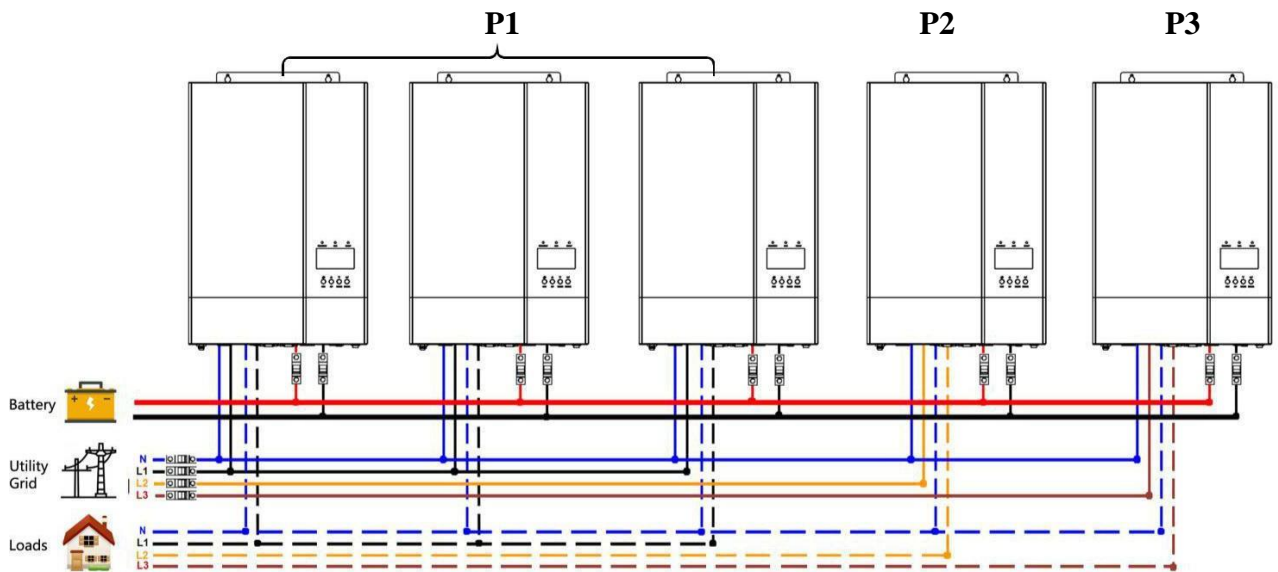 P1 P2 P3
Battery
+ -
Utility
Grid
N
L1
L2
L3
Loads
N
L1
L2
L3